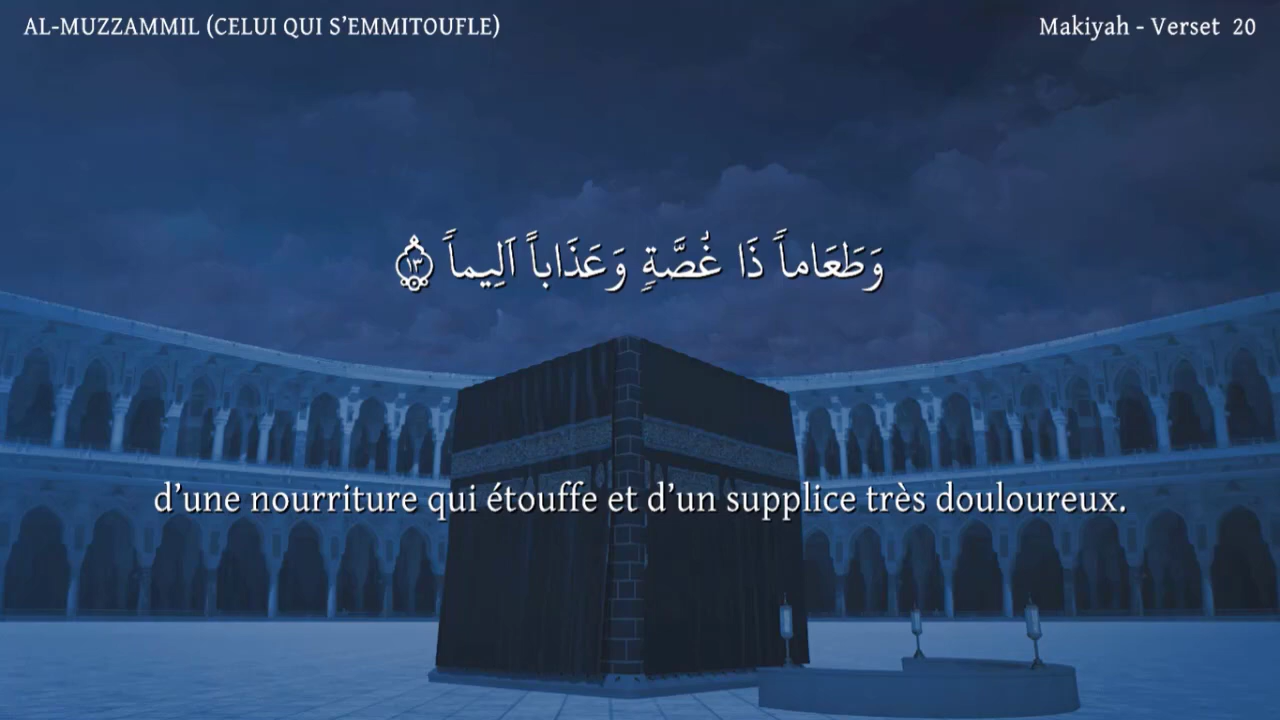 AL-MUZZAMMIL (CELUI QUI S’EMMITOUFLE)
Makiyah - Verset 20
وَطَعَاماً ذَا غُصَّةٍ وَعَذَاباً اَلِيماً ١٣
d’une nourriture qui étouffe et d’un supplice très douloureux.